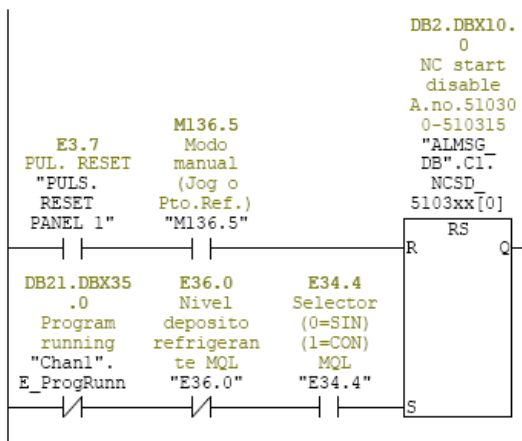 DB2.DBX10.
0
NC start
disable
A.no.51030
0-510315
"ALMSG_
DB".C1.
NCSD_
5103xx[0]
E3.7
PUL. RESET
"PULS.
RESET
PANEL 1"
M136.5
Modo
manual
(Jog o
Pto.Ref.)
"M136.5"
RS
R
Q
DB21.DBX35
.0
Program
running
"Chan1".
E_ProgRunn
E36.0
Nivel
deposito
refrigeran
te MQL
"E36.0"
E34.4
Selector
(0=SIN)
(1=CON)
MQL
"E34.4"
S